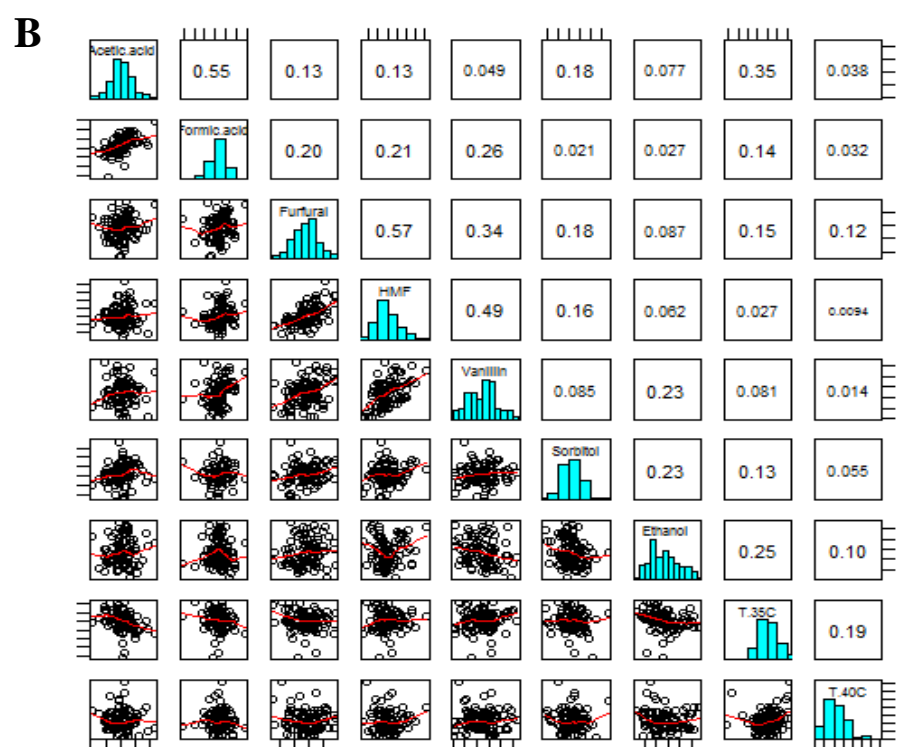 B
Acetic.acid 0.55 0.13 0.13 0.049 0.18 0.077 0.35 0.038
Formic.acid 0.20 0.21 0.26 0.021 0.027 0.14 0.032
Furfural 0.57 0.34 0.18 0.087 0.15 0.12
HMF 0.49 0.16 0.062 0.027 0.0094
Vanillin 0.085 0.23 0.081 0.014
Sorbitol 0.23 0.13 0.055
Ethanol 0.25 0.10
T.35C 0.19
T.40C